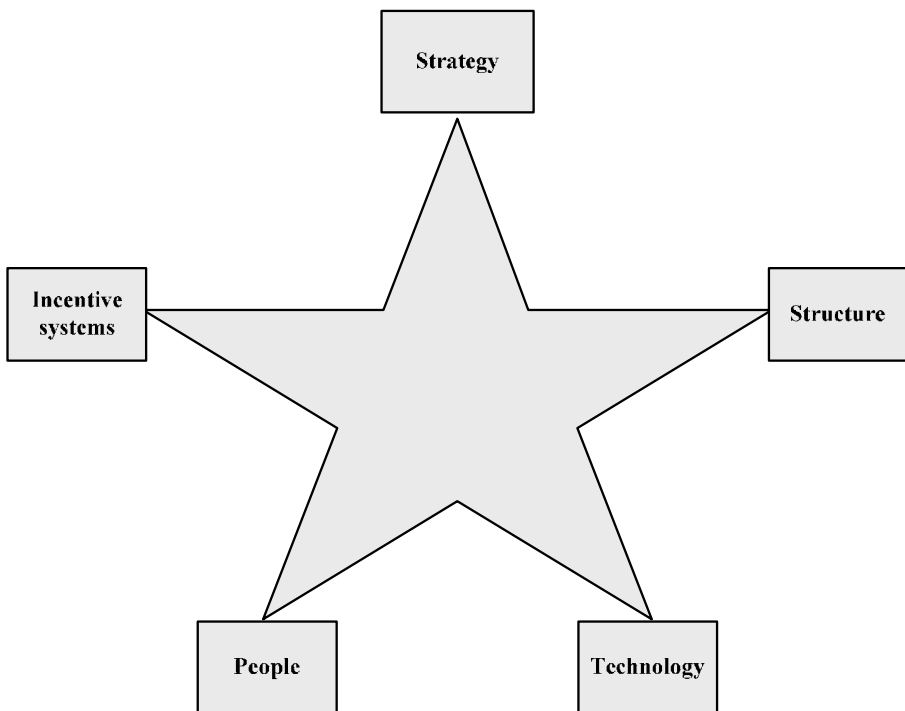 Strategy
Incentive
systems
Structure
People
Technology